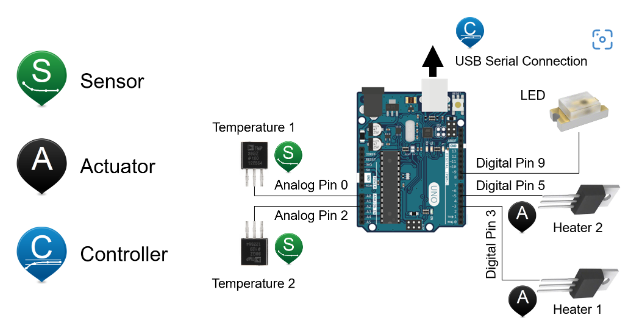 S Sensor
A Actuator
C Controller
C
USB Serial Connection
LED
Temperature 1
S
Analog Pin 0
Analog Pin 2
S
Temperature 2
UNO
Digital Pin 9
Digital Pin 5
Digital Pin 3
A
Heater 2
A
Heater 1